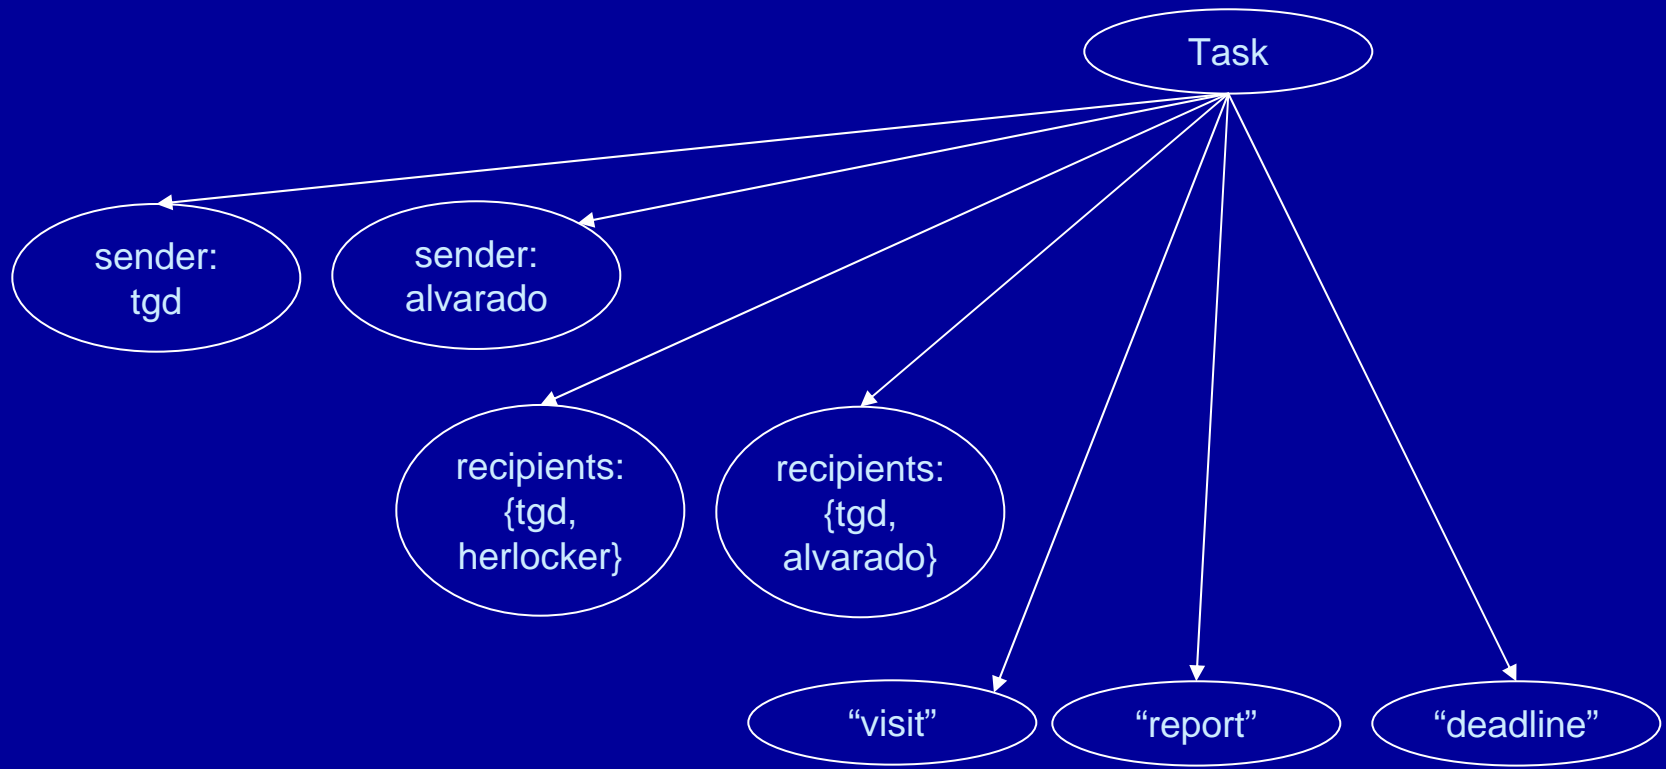 Task
sender:
tgd
sender:
alvarado
recipients:
{tgd,
herlocker}
recipients:
{tgd,
alvarado}
“visit”
“report”
“deadline”